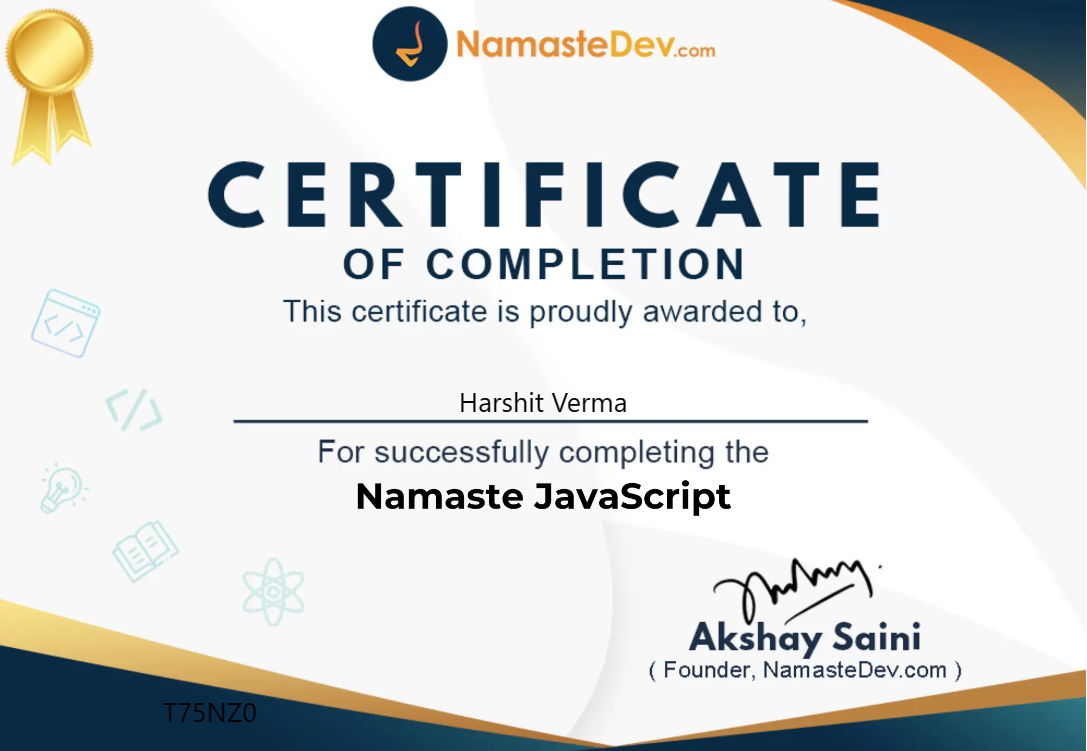 NamasteDev.com
CERTIFICATE
OF COMPLETION
This certificate is proudly awarded to,
Harshit Verma
For successfully completing the
Namaste JavaScript
Akshay Saini
( Founder, NamasteDev.com )
T75NZ0